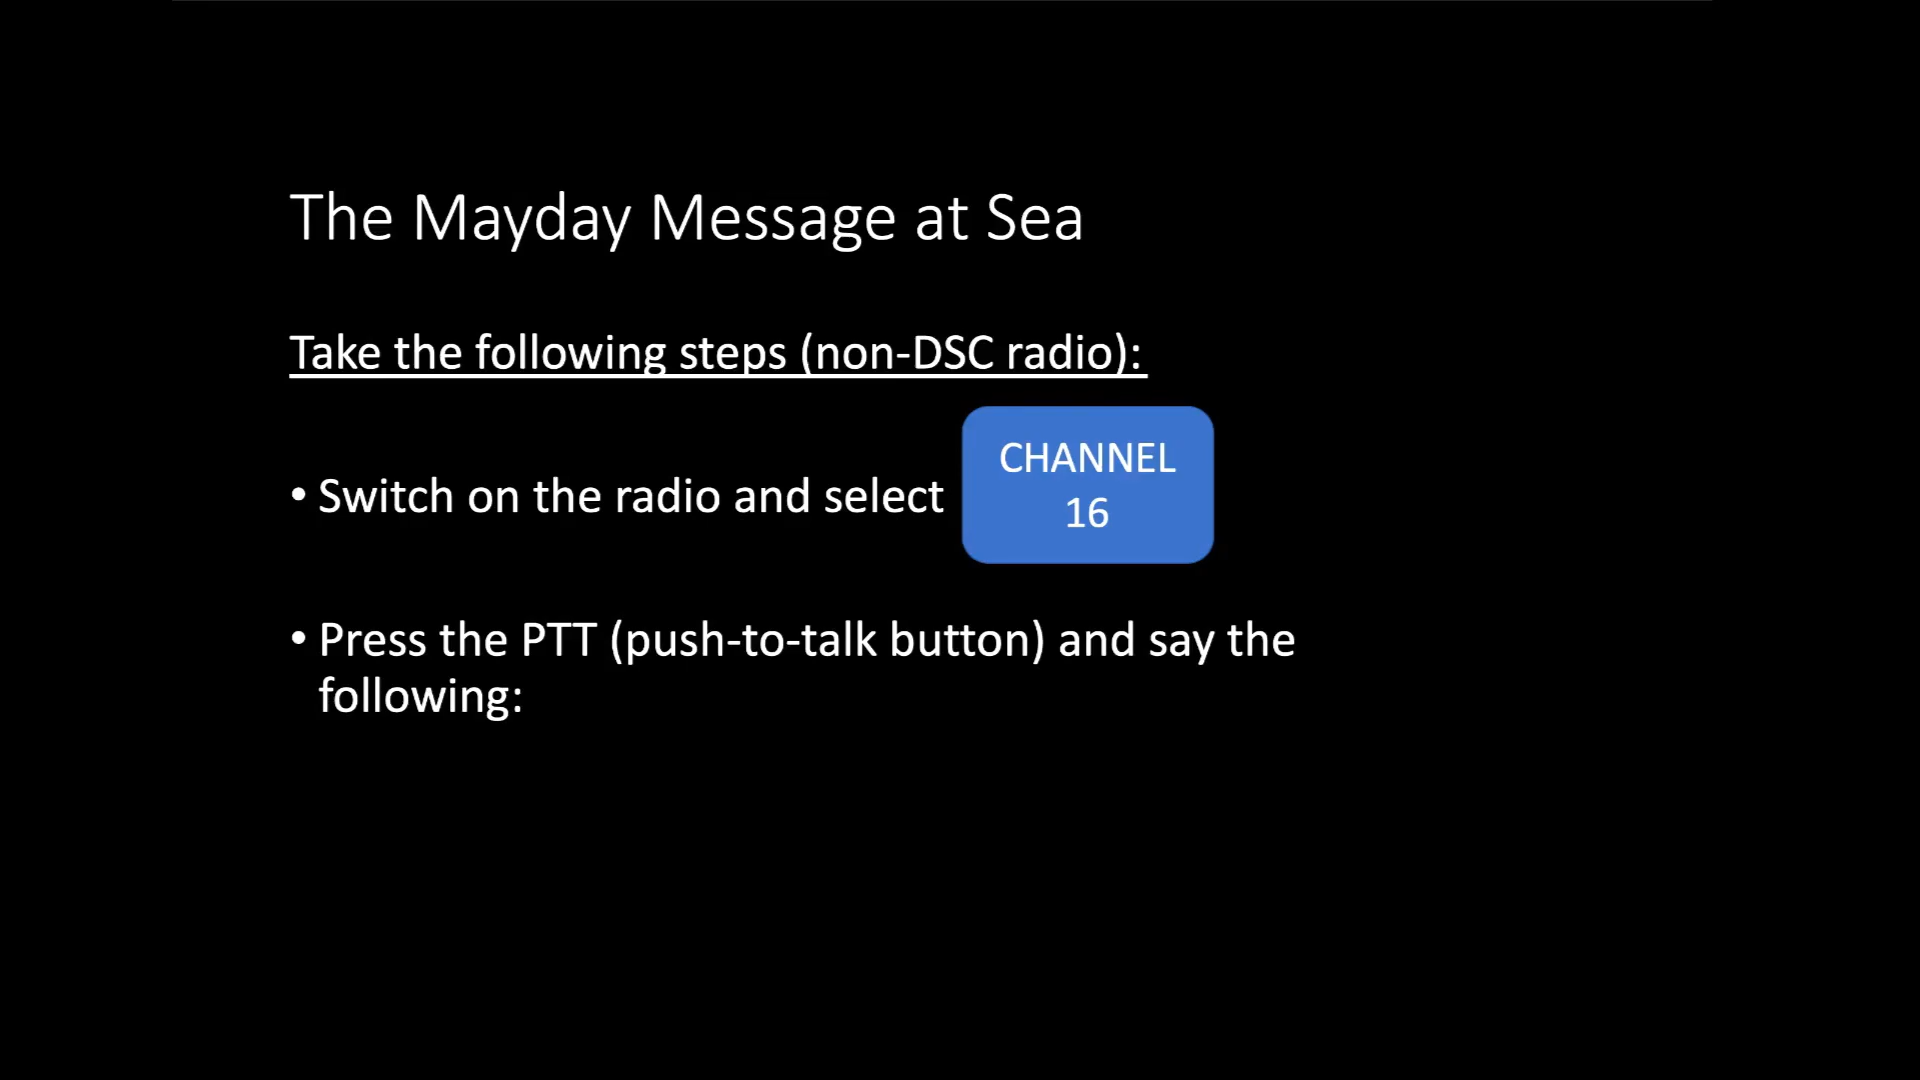 The Mayday Message at Sea
Take the following steps (non-DSC radio):
• Switch on the radio and select
CHANNEL
16
• Press the PTT (push-to-talk button) and say the
following: